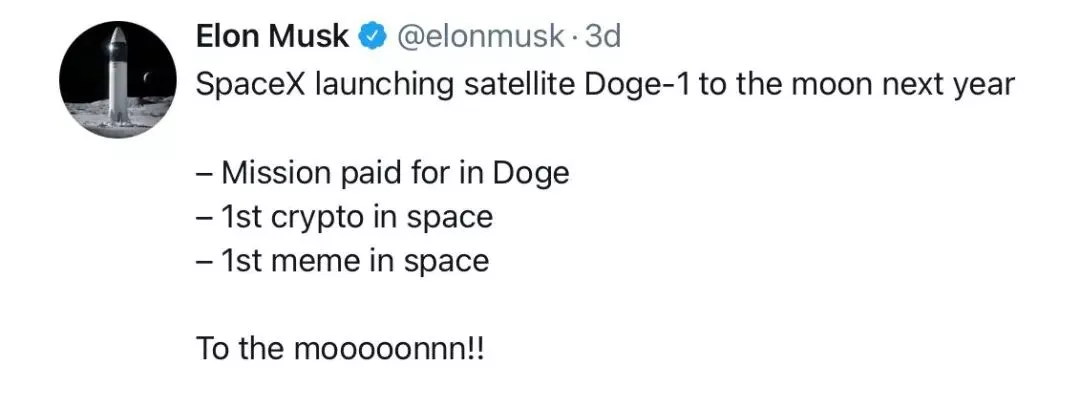 Elon Musk @elonmusk · 3d
SpaceX launching satellite Doge-1 to the moon next year
– Mission paid for in Doge
– 1st crypto in space
– 1st meme in space
To the mooooonnn!!